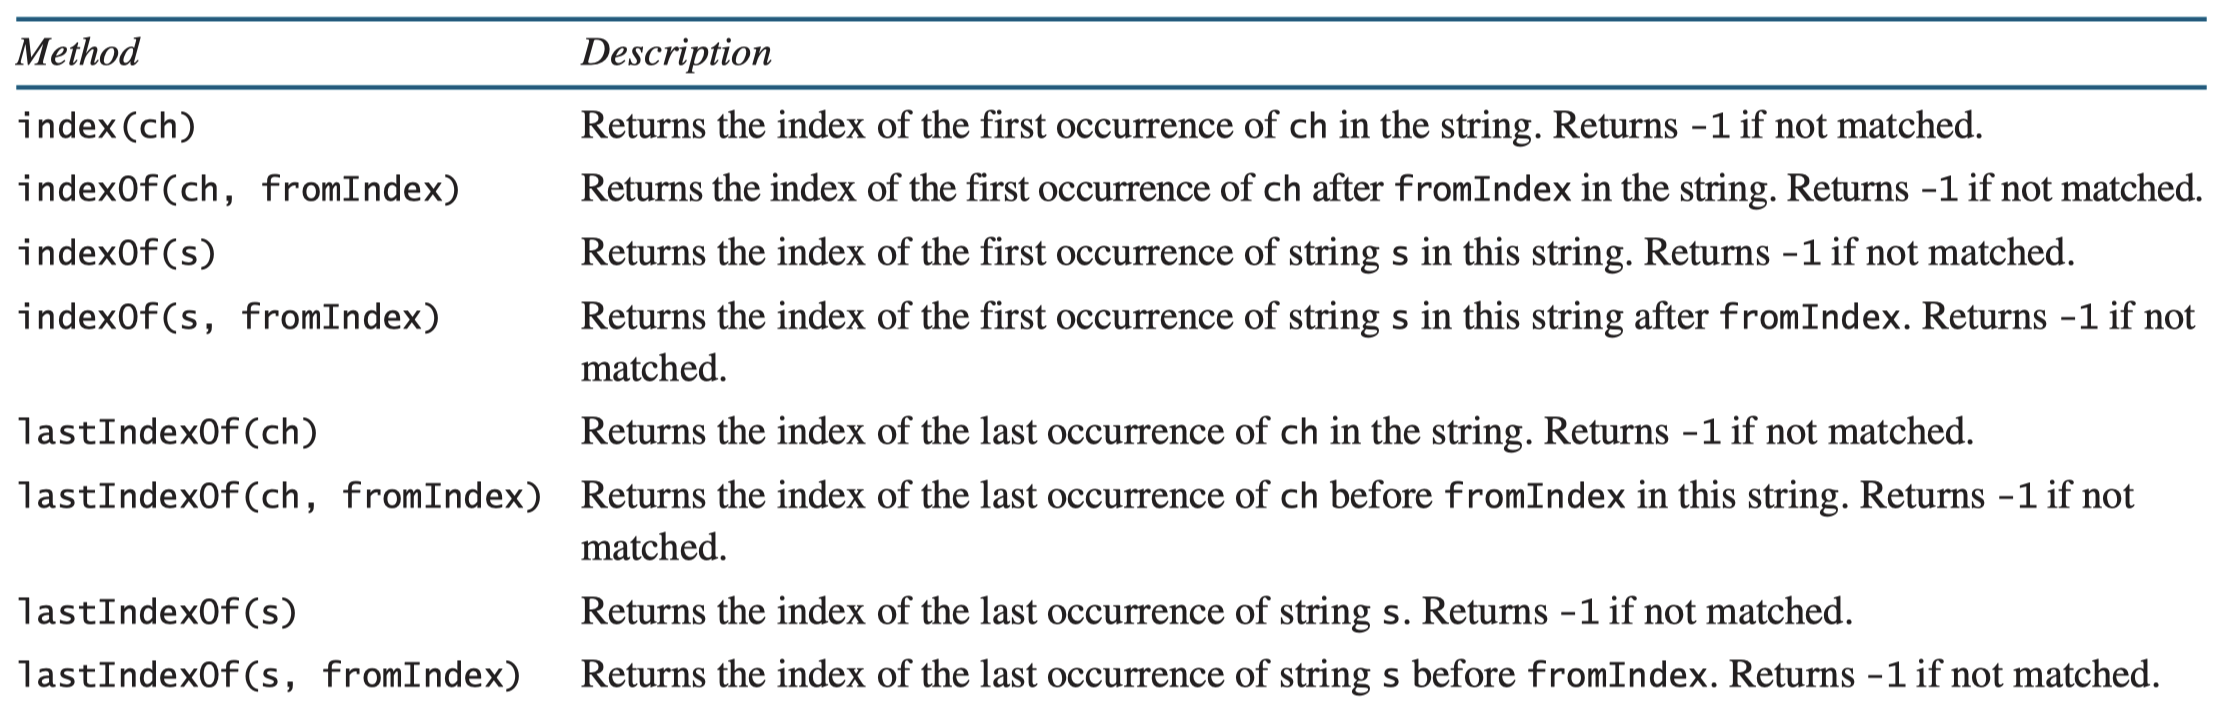 Method Description
index(ch) Returns the index of the first occurrence of ch in the string. Returns -1 if not matched.
indexOf(ch, fromIndex) Returns the index of the first occurrence of ch after fromIndex in the string. Returns -1 if not matched.
indexOf(s) Returns the index of the first occurrence of string s in this string. Returns -1 if not matched.
indexOf(s, fromIndex) Returns the index of the first occurrence of string s in this string after fromIndex. Returns -1 if not
matched.
lastIndexOf(ch) Returns the index of the last occurrence of ch in the string. Returns -1 if not matched.
lastIndexOf(ch, fromIndex) Returns the index of the last occurrence of ch before fromIndex in this string. Returns -1 if not
matched.
lastIndexOf(s) Returns the index of the last occurrence of string s. Returns -1 if not matched.
lastIndexOf(s, fromIndex) Returns the index of the last occurrence of string s before fromIndex. Returns -1 if not matched.